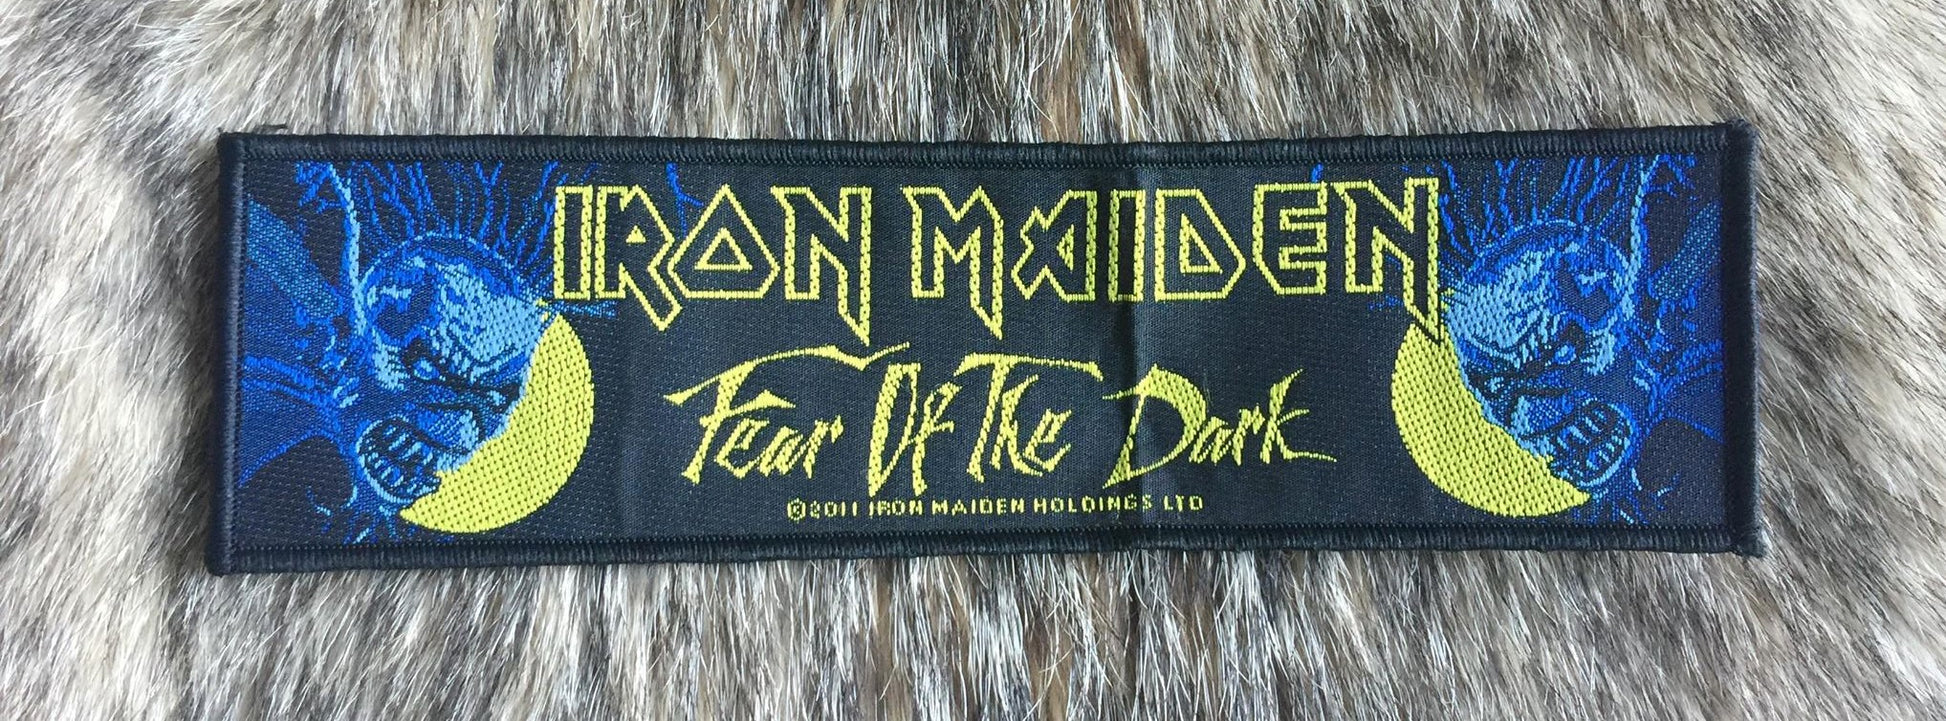 IRON MAIDEN
Fear Of The Dark
©2011 IRON MAIDEN HOLDINGS LTD